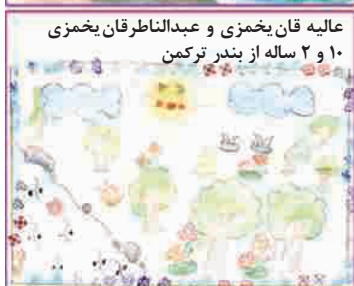 عالیه قان‌یخمزی و عبدالناطرقان‌یخمزی
۱۰ و ۲ ساله از بندر ترکمن